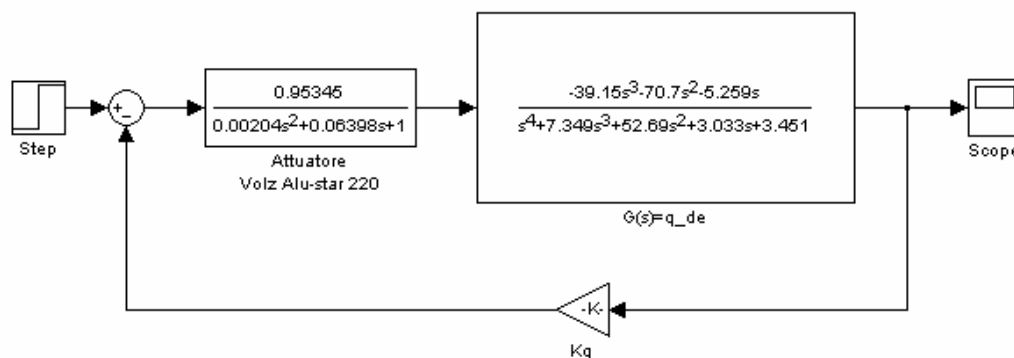 Step
+
−
0.95345
0.00204s²+0.06398s+1
Attuatore
Volz Alu-star 220
-39.15s³-70.7s²-5.259s
s⁴+7.349s³+52.69s²+3.033s+3.451
G(s)=q_de
Scope
-K-
Kq